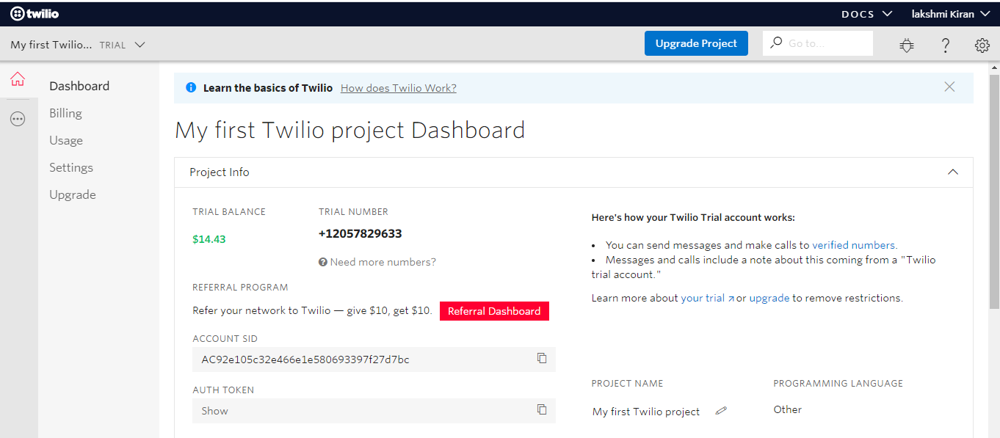 twilio
DOCS lakshmi Kiran
My first Twilio... TRIAL Upgrade Project Go to...
Dashboard
Billing
Usage
Settings
Upgrade
Learn the basics of Twilio How does Twilio Work?
My first Twilio project Dashboard
Project Info
TRIAL BALANCE
$14.43
TRIAL NUMBER
+12057829633
Need more numbers?
REFERRAL PROGRAM
Refer your network to Twilio — give $10, get $10. Referral Dashboard
ACCOUNT SID
AC92e105c32e466e1e580693397f27d7bc
AUTH TOKEN
Show
Here's how your Twilio Trial account works:
• You can send messages and make calls to verified numbers.
• Messages and calls include a note about this coming from a "Twilio
trial account."
Learn more about your trial or upgrade to remove restrictions.
PROJECT NAME
My first Twilio project
PROGRAMMING LANGUAGE
Other